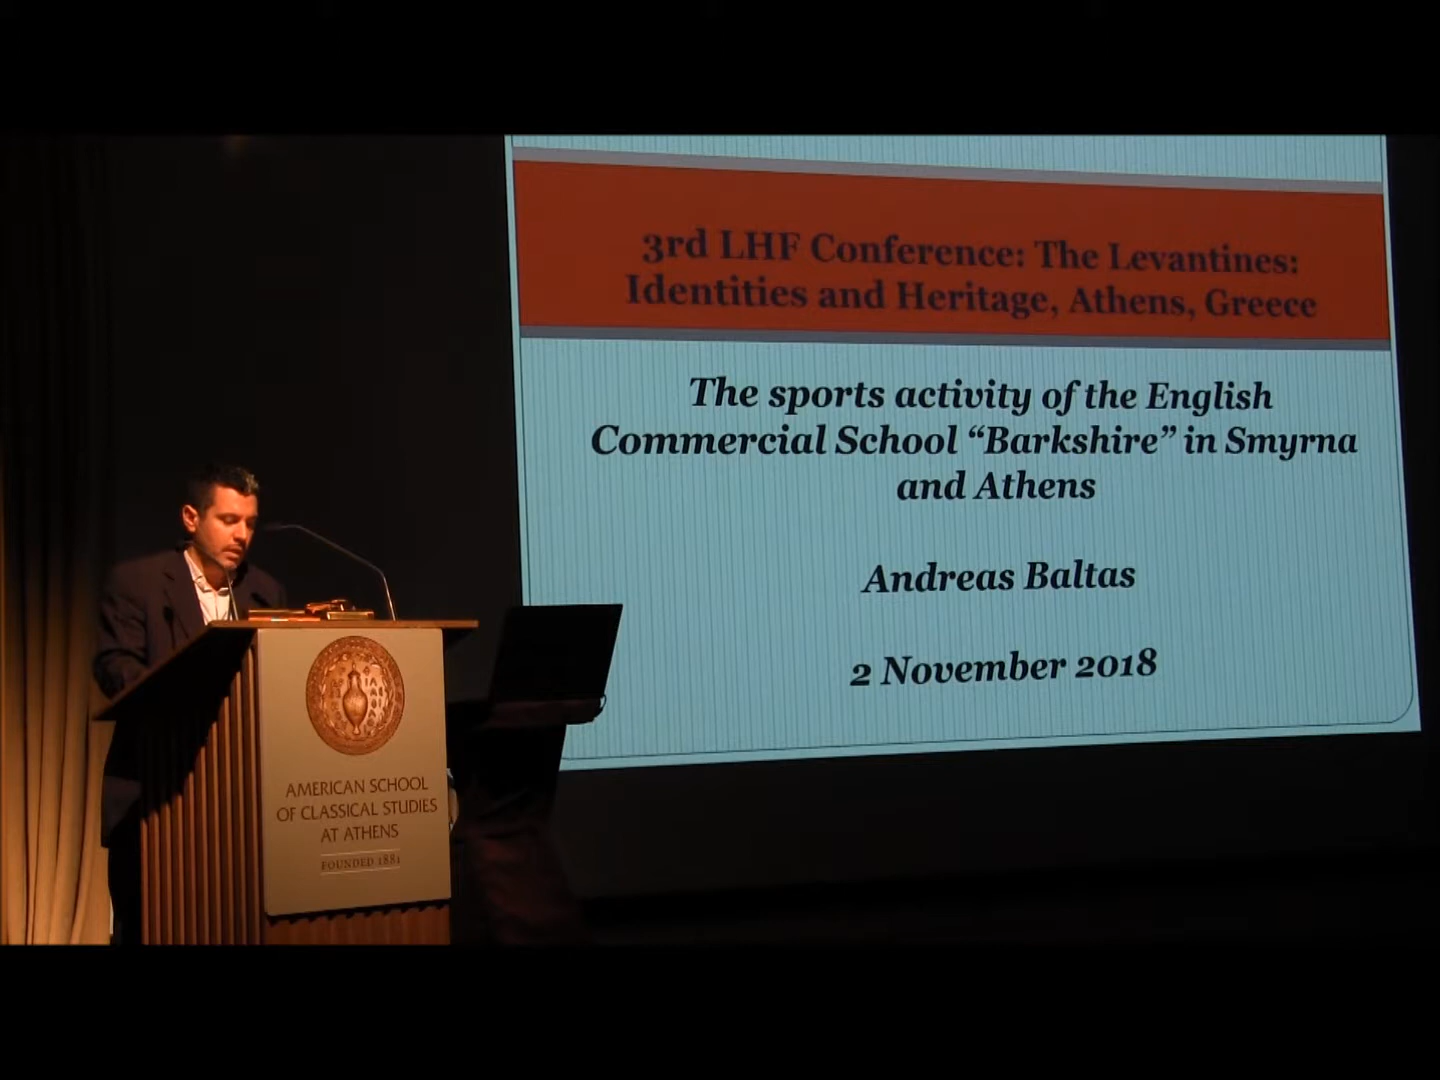 3rd LHF Conference: The Levantines:
Identities and Heritage, Athens, Greece
The sports activity of the English
Commercial School “Barkshire” in Smyrna
and Athens
Andreas Baltas
2 November 2018
AMERICAN SCHOOL
OF CLASSICAL STUDIES
AT ATHENS
FOUNDED 1881